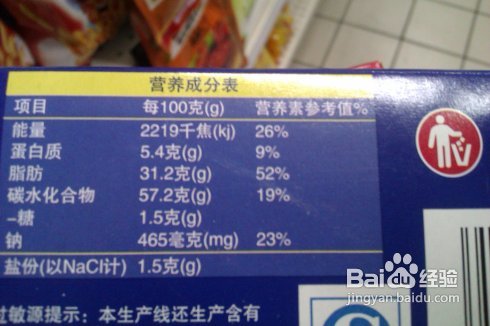 营养成分表
项目 每100克(g) 营养素参考值%
能量 2219千焦(kj) 26%
蛋白质 5.4克(g) 9%
脂肪 31.2克(g) 52%
碳水化合物 57.2克(g) 19%
-糖 1.5克(g)
钠 465毫克(mg) 23%
盐份(以NaCl计) 1.5克(g)
过敏源提示：本生产线还生产含有
Baidu经验
jingyan.baidu.com